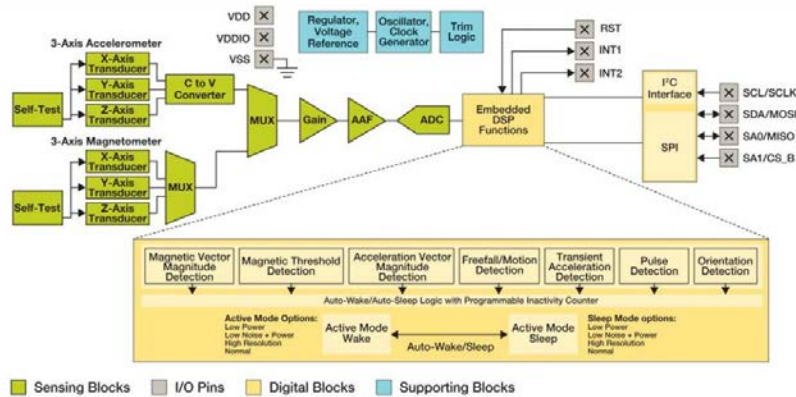 VDD
VDDIO
VSS
Regulator,
Voltage
Reference
Oscillator,
Clock
Generator
Trim
Logic
RST
INT1
INT2
3-Axis Accelerometer
Self-Test
X-Axis
Transducer
Y-Axis
Transducer
Z-Axis
Transducer
C to V
Converter
MUX
Gain
AAF
ADC
Embedded
DSP
Functions
I²C
Interface
SPI
SCL/SCLK
SDA/MOSI
SA0/MISO
SA1/CS_B
3-Axis Magnetometer
Self-Test
X-Axis
Transducer
Y-Axis
Transducer
Z-Axis
Transducer
MUX
Magnetic Vector
Magnitude
Detection
Magnetic Threshold
Detection
Acceleration Vector
Magnitude
Detection
Freefall/Motion
Detection
Transient
Acceleration
Detection
Pulse
Detection
Orientation
Detection
Auto-Wake/Auto-Sleep Logic with Programmable Inactivity Counter
Active Mode Options:
Low Power
Low Noise + Power
High Resolution
Normal
Active Mode
Wake
Auto-Wake/Sleep
Active Mode
Sleep
Sleep Mode options:
Low Power
Low Noise + Power
High Resolution
Normal
Sensing Blocks
I/O Pins
Digital Blocks
Supporting Blocks